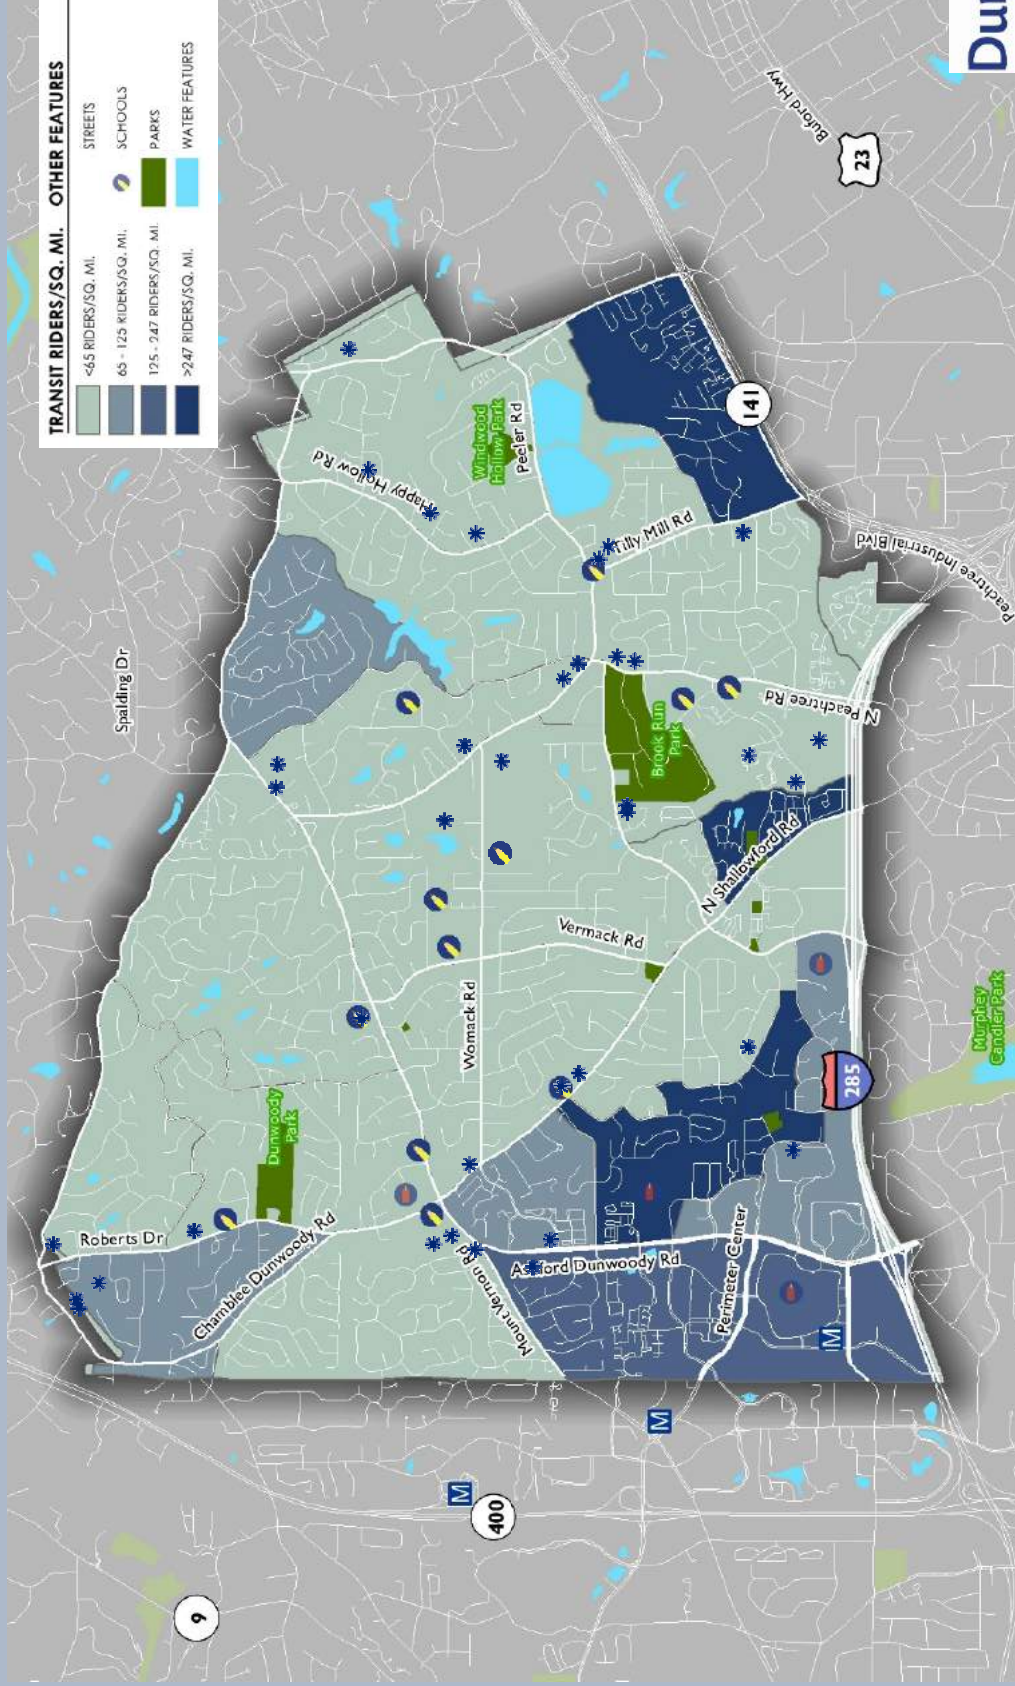 TRANSIT RIDERS/SQ. MI.
<65 RIDERS/SQ. MI.
65 - 125 RIDERS/SQ. MI.
125 - 247 RIDERS/SQ. MI.
>247 RIDERS/SQ. MI.
OTHER FEATURES
STREETS
SCHOOLS
PARKS
WATER FEATURES
Dun
9
400
M
M
M
Spalding Dr
Roberts Dr
Dunwoody
Park
Chamblee Dunwoody Rd
Mount Vernon Rd
Ashford Dunwoody Rd
Perimeter Center
Womack Rd
Vermack Rd
N Shallowford Rd
Brook Run
Park
N Peachtree Rd
Happy Hollow Rd
Windwood
Hollow Park
Peeler Rd
Tilly Mill Rd
141
Peachtree Industrial Blvd
Buford Hwy
23
285
Murphey
Candler Park